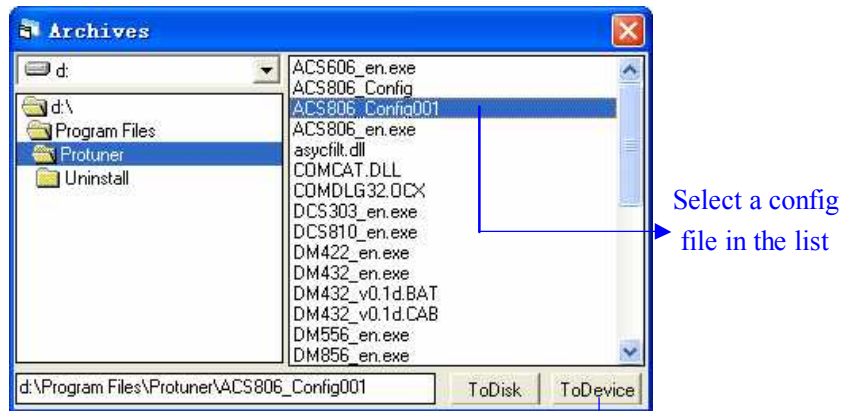 Archives
d:
d:\
Program Files
Protuner
Uninstall
ACS606_en.exe
ACS806_Config
ACS806_Config001
ACS806_en.exe
asycfilt.dll
COMCAT.DLL
COMDLG32.OCX
DCS303_en.exe
DCS810_en.exe
DM422_en.exe
DM432_en.exe
DM432_v0.1d.BAT
DM432_v0.1d.CAB
DM556_en.exe
DM856_en.exe
Select a config
file in the list
d:\Program Files\Protuner\ACS806_Config001
ToDisk
ToDevice